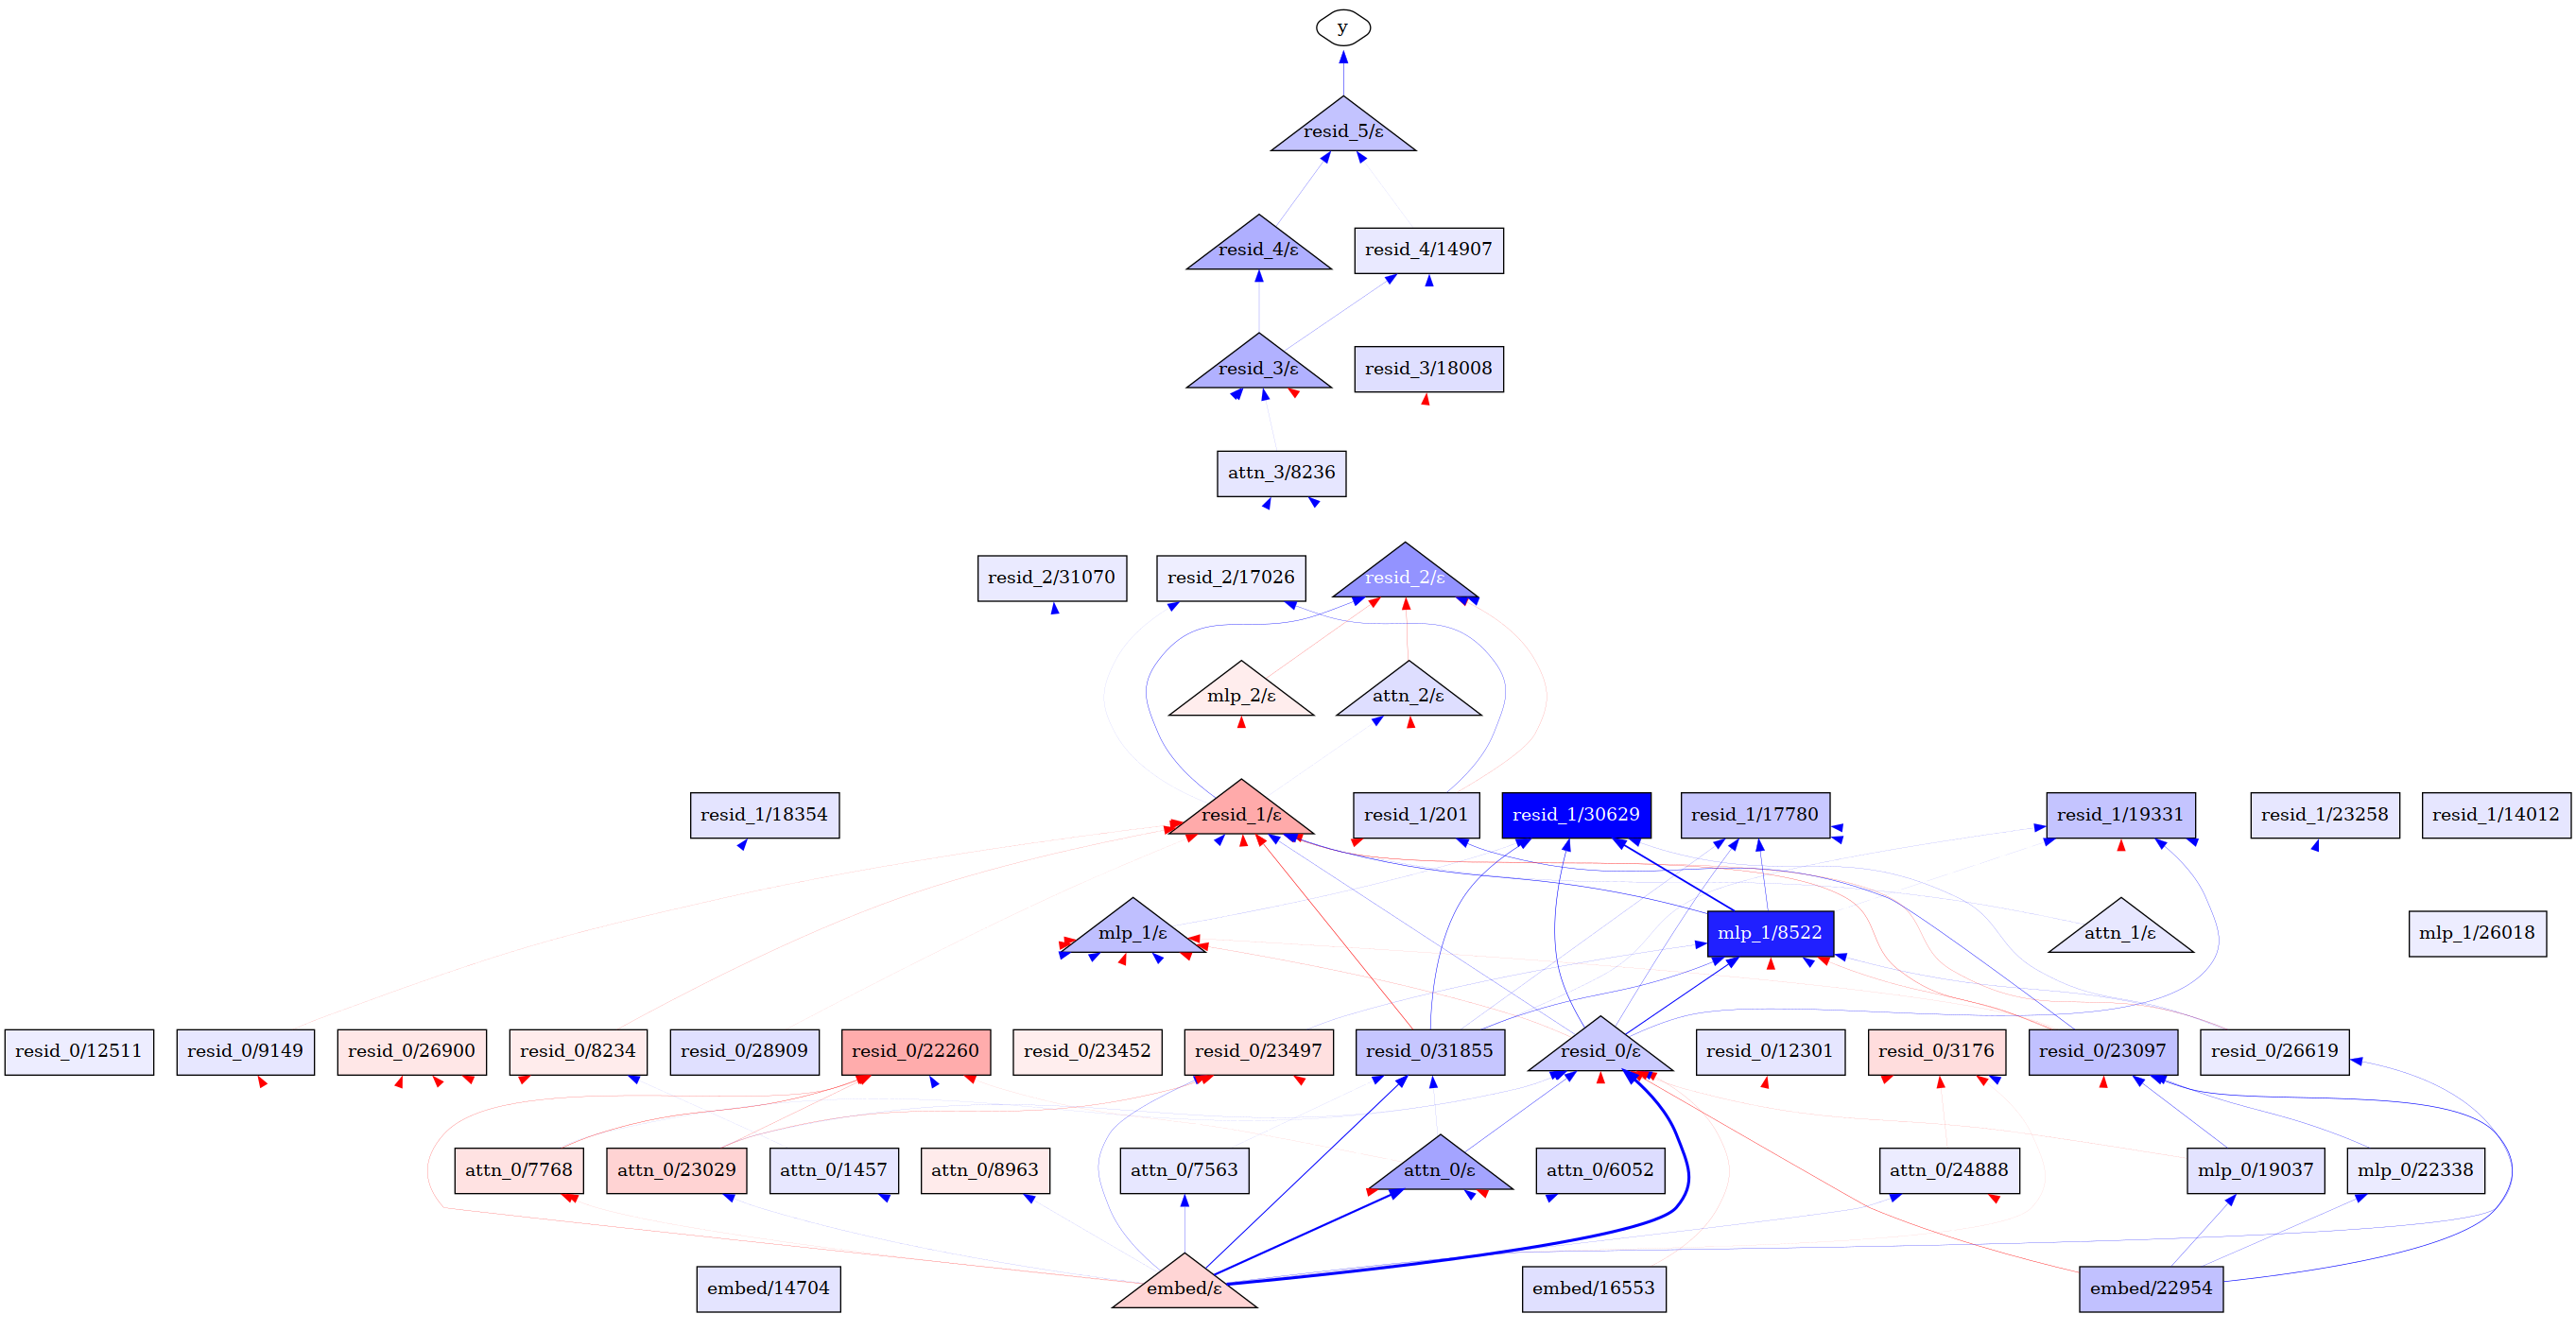 y
resid_5/ε
resid_4/ε
resid_4/14907
resid_3/ε
resid_3/18008
attn_3/8236
resid_2/31070
resid_2/17026
resid_2/ε
mlp_2/ε
attn_2/ε
resid_1/18354
resid_1/ε
resid_1/201
resid_1/30629
resid_1/17780
resid_1/19331
resid_1/23258
resid_1/14012
mlp_1/ε
mlp_1/8522
attn_1/ε
mlp_1/26018
resid_0/12511
resid_0/9149
resid_0/26900
resid_0/8234
resid_0/28909
resid_0/22260
resid_0/23452
resid_0/23497
resid_0/31855
resid_0/ε
resid_0/12301
resid_0/3176
resid_0/23097
resid_0/26619
attn_0/7768
attn_0/23029
attn_0/1457
attn_0/8963
attn_0/7563
attn_0/ε
attn_0/6052
attn_0/24888
mlp_0/19037
mlp_0/22338
embed/14704
embed/ε
embed/16553
embed/22954